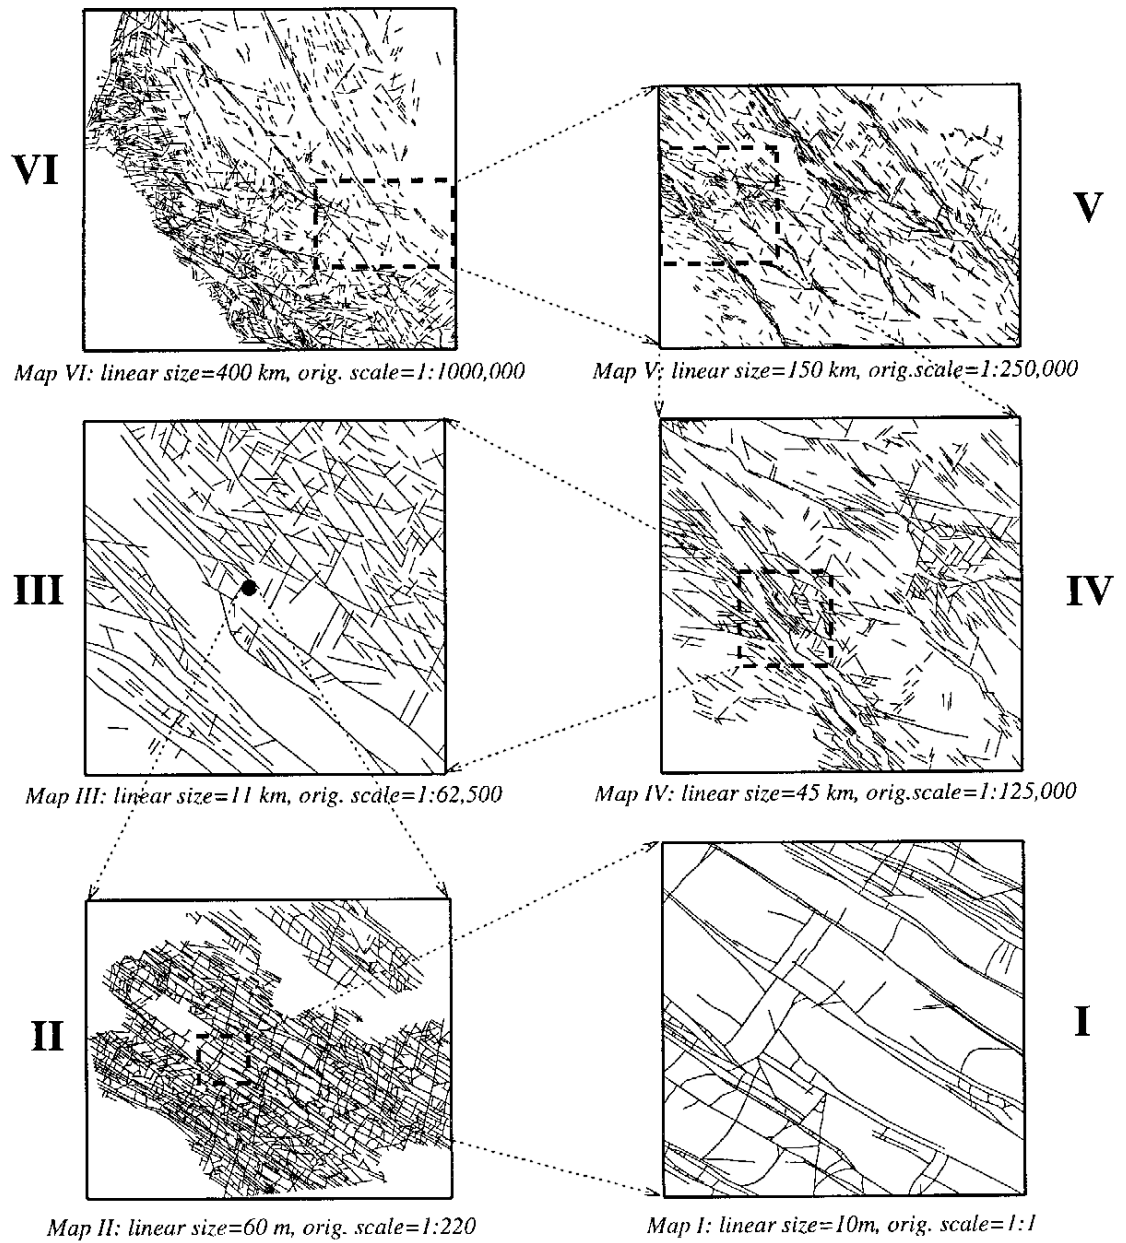 VI
V
Map VI: linear size=400 km, orig. scale=1:1000,000
Map V: linear size=150 km, orig.scale=1:250,000
III
IV
Map III: linear size=11 km, orig. scale=1:62,500
Map IV: linear size=45 km, orig.scale=1:125,000
II
I
Map II: linear size=60 m, orig. scale=1:220
Map I: linear size=10m, orig. scale=1:1